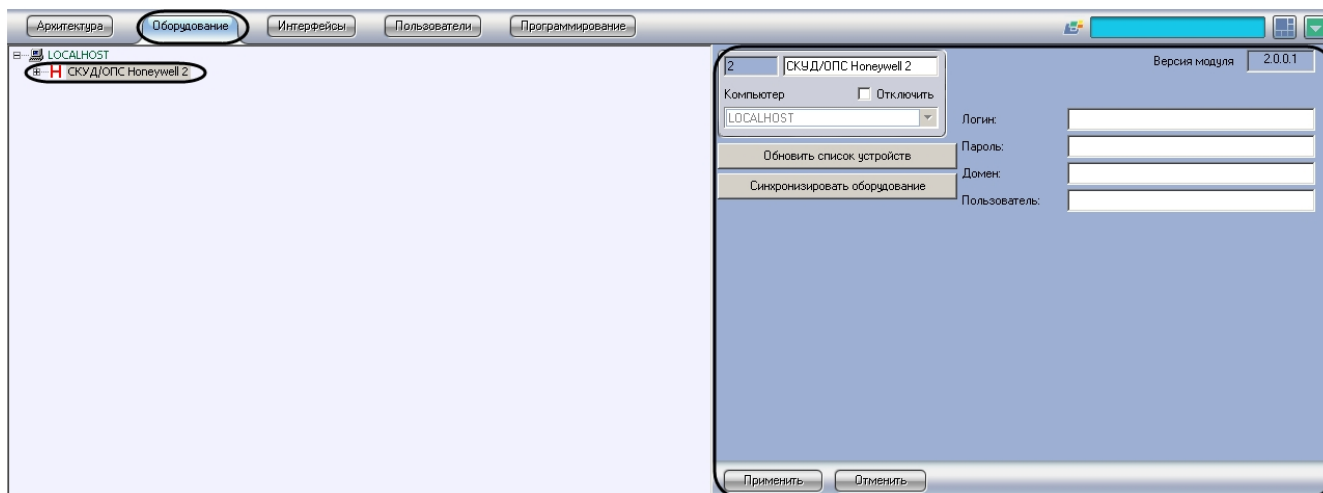 Архитектура Оборудование Интерфейсы Пользователи Программирование
LOCALHOST
СКУД/ОПС Honeywell 2
2 СКУД/ОПС Honeywell 2 Версия модуля 2.0.0.1
Компьютер Отключить
LOCALHOST Логин:
Обновить список устройств Пароль:
Домен:
Синхронизировать оборудование
Пользователь:
Применить Отменить